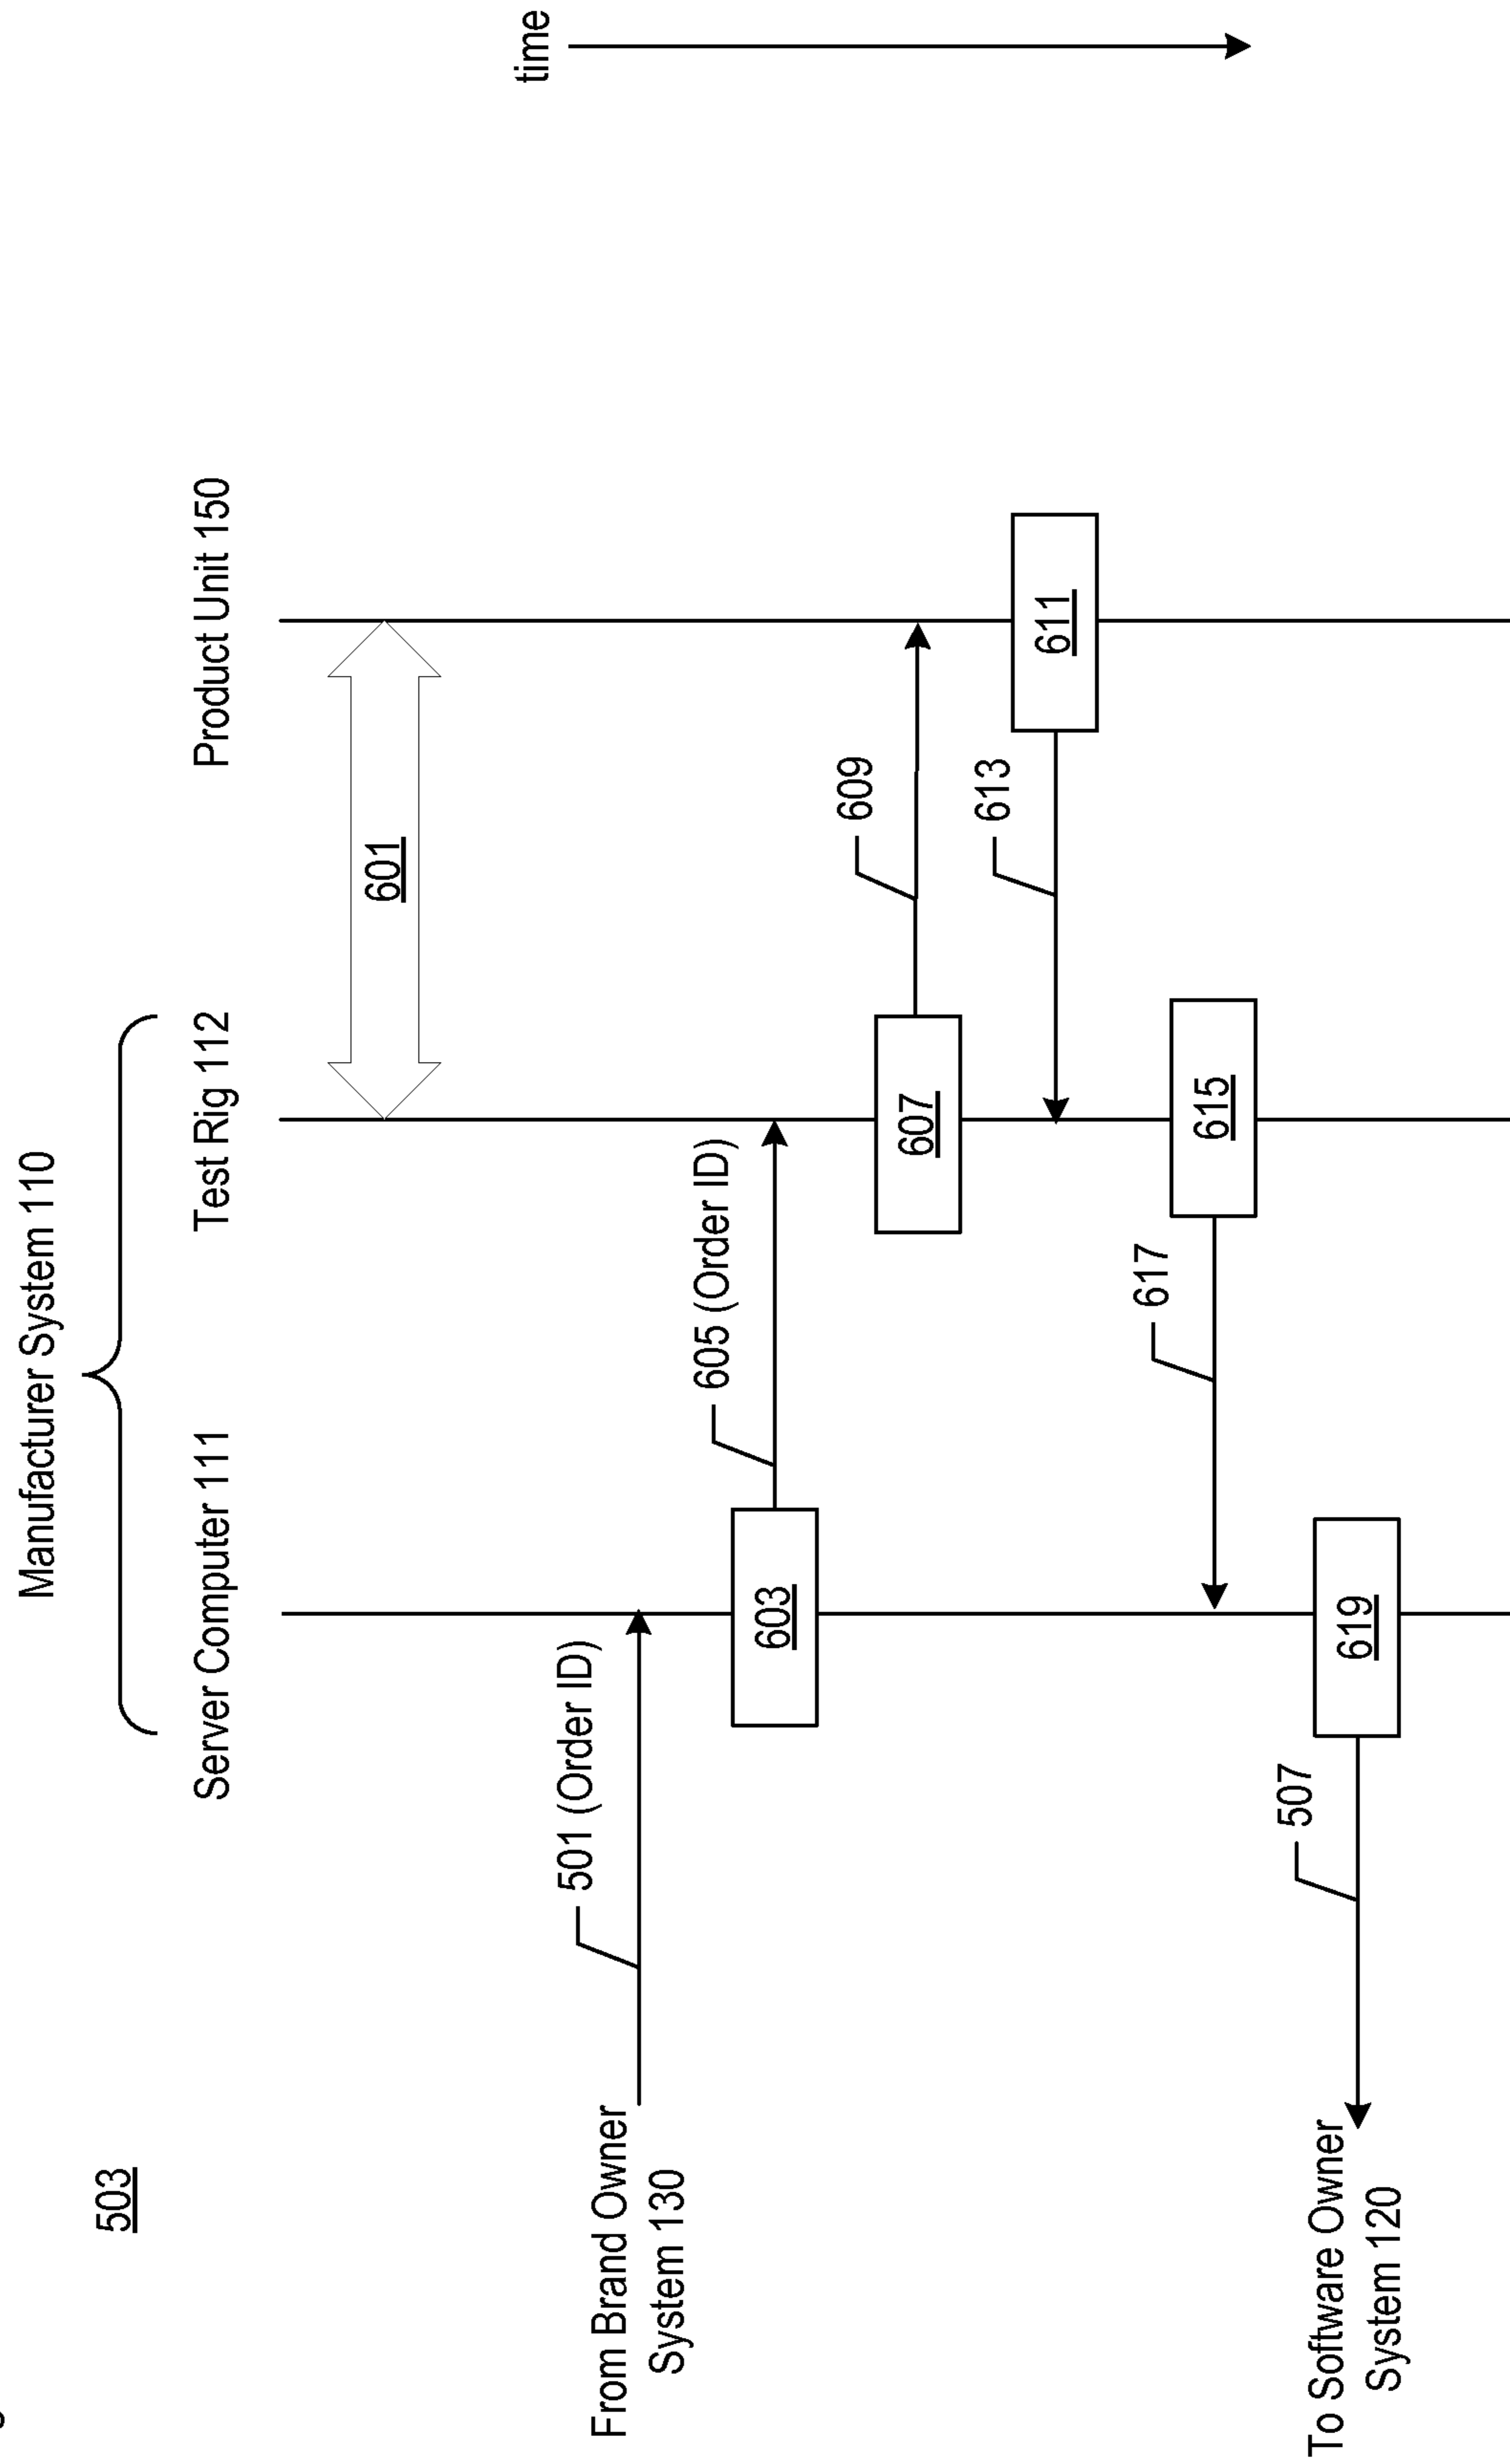 503
Manufacturer System 110
Server Computer 111
Test Rig 112
Product Unit 150
601
time
From Brand Owner
System 130
501 (Order ID)
603
605 (Order ID)
607
609
611
613
615
617
619
507
To Software Owner
System 120